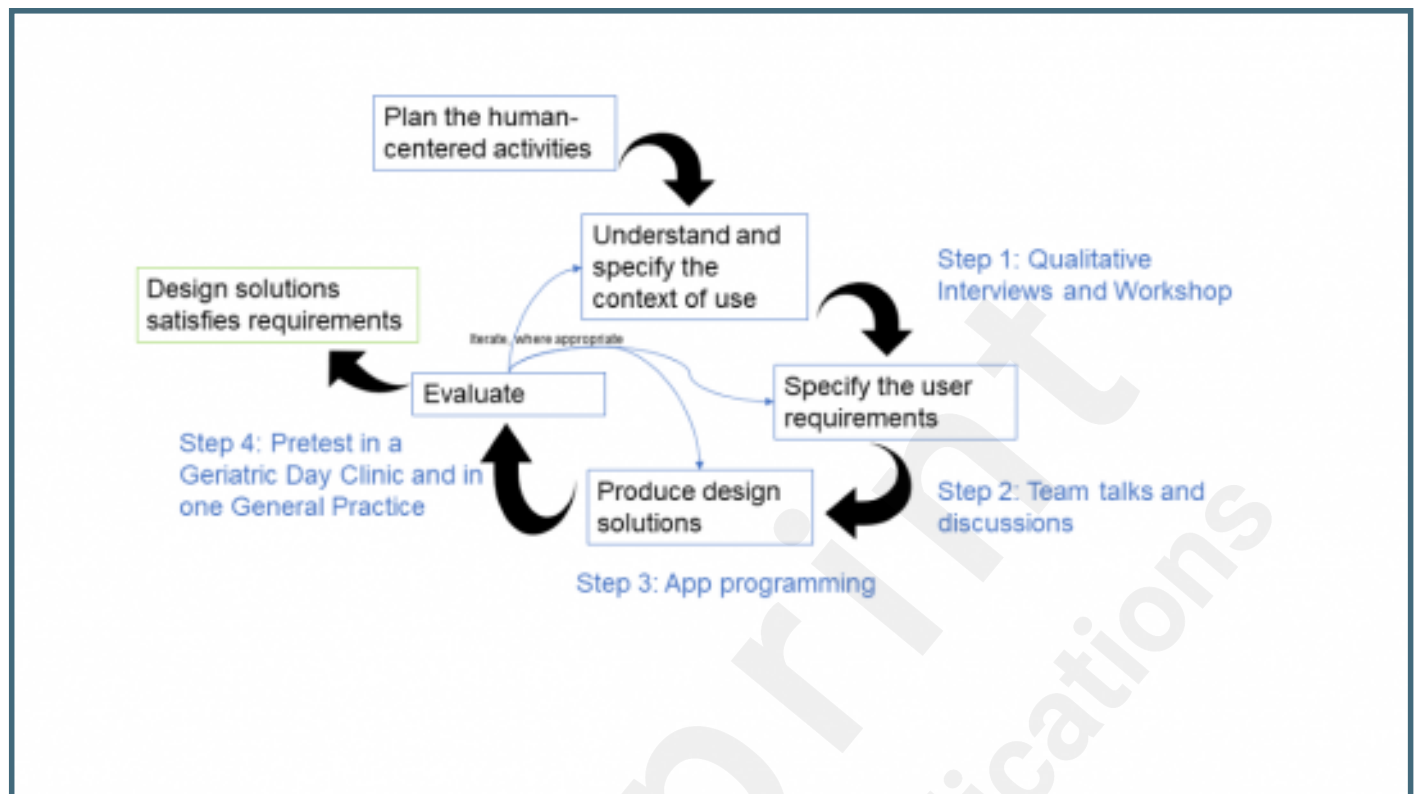 Plan the human-
centered activities
Understand and
specify the
context of use
Step 1: Qualitative
Interviews and Workshop
Design solutions
satisfies requirements
Iterate, where appropriate
Evaluate
Specify the user
requirements
Step 4: Pretest in a
Geriatric Day Clinic and in
one General Practice
Produce design
solutions
Step 2: Team talks and
discussions
Step 3: App programming
print
lications